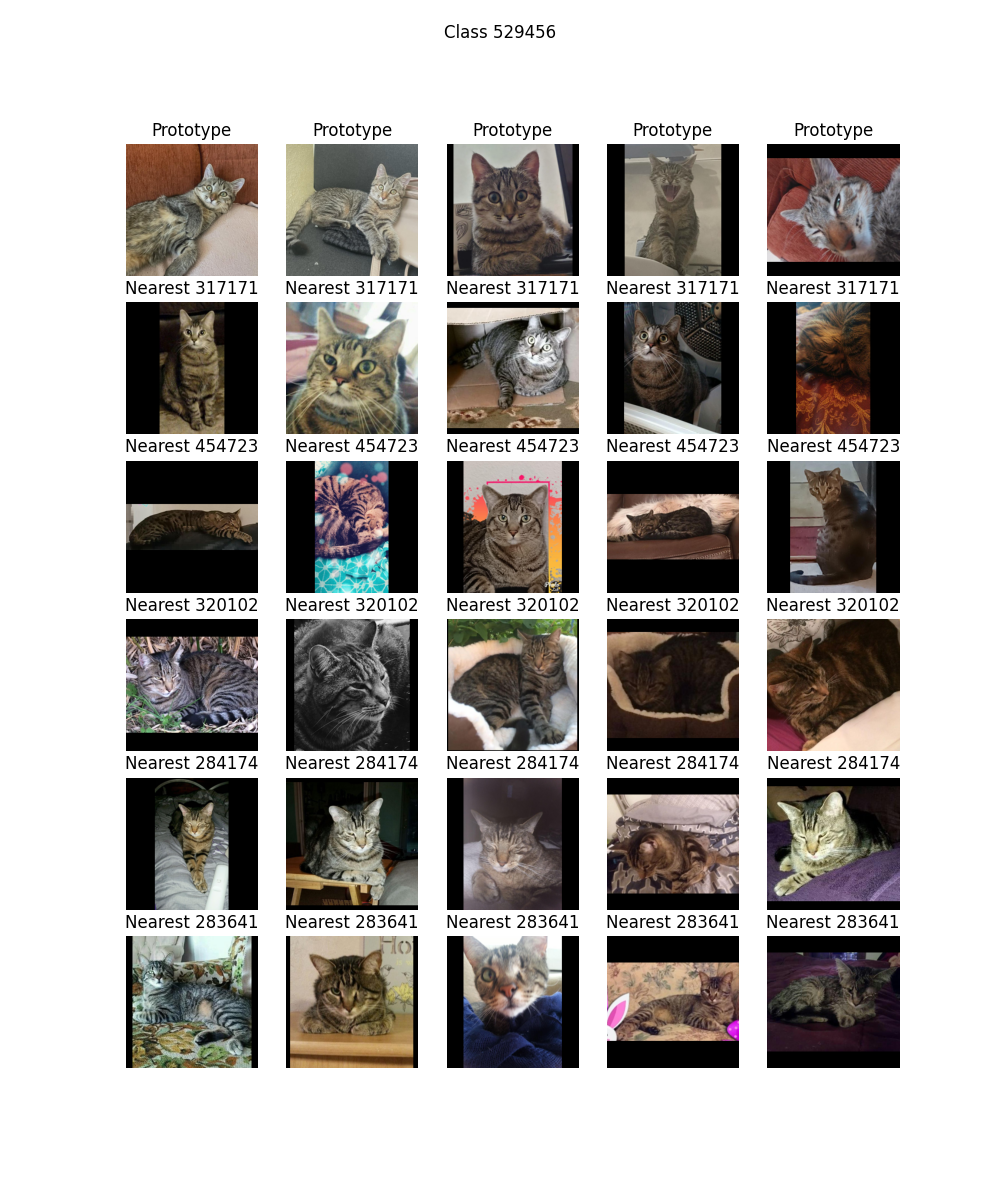 Class 529456
Prototype Prototype Prototype Prototype Prototype
Nearest 317171 Nearest 317171 Nearest 317171 Nearest 317171 Nearest 317171
Nearest 454723 Nearest 454723 Nearest 454723 Nearest 454723 Nearest 454723
Nearest 320102 Nearest 320102 Nearest 320102 Nearest 320102 Nearest 320102
Nearest 284174 Nearest 284174 Nearest 284174 Nearest 284174 Nearest 284174
Nearest 283641 Nearest 283641 Nearest 283641 Nearest 283641 Nearest 283641